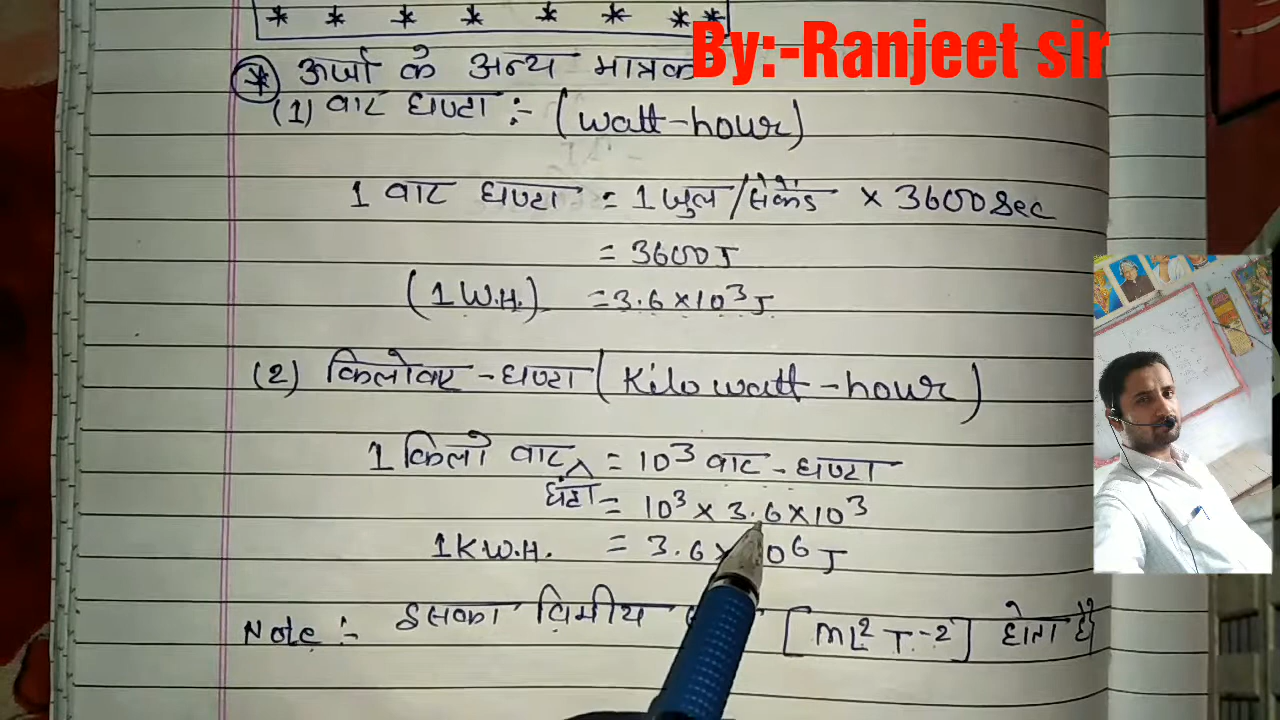 * * * * * * * *
By:-Ranjeet sir
* ऊर्जा के अन्य मात्रक
(1) वाट घण्टा :- (watt-hour)
1 वाट घण्टा = 1 जुल/सेकेंड × 3600 Sec
= 3600 J
(1 W.H.) = 3.6×10³ J
(2) किलोवाट - घण्टा (Kilo watt - hour)
1 किलो वाट घंटा = 10³ वाट - घण्टा
= 10³ × 3.6×10³
1 K W.H. = 3.6× 10⁶ J
Note :- इसका विमीय [ML² T⁻²] होता है